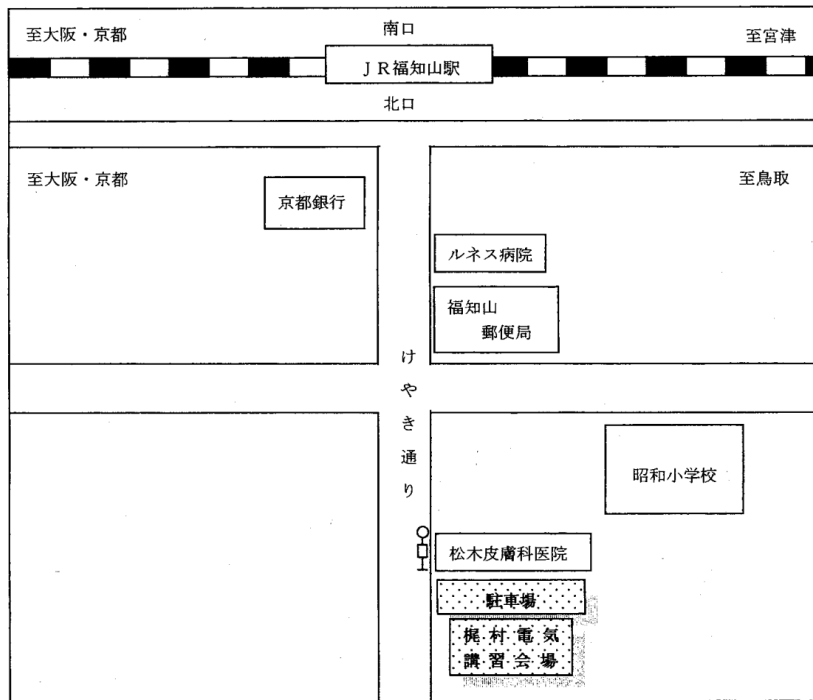 南口
至大阪・京都
至宮津
JR福知山駅
北口
至大阪・京都
至鳥取
京都銀行
ルネス病院
福知山
郵便局
けやき通り
昭和小学校
松木皮膚科医院
駐車場
梶村電気
講習会場